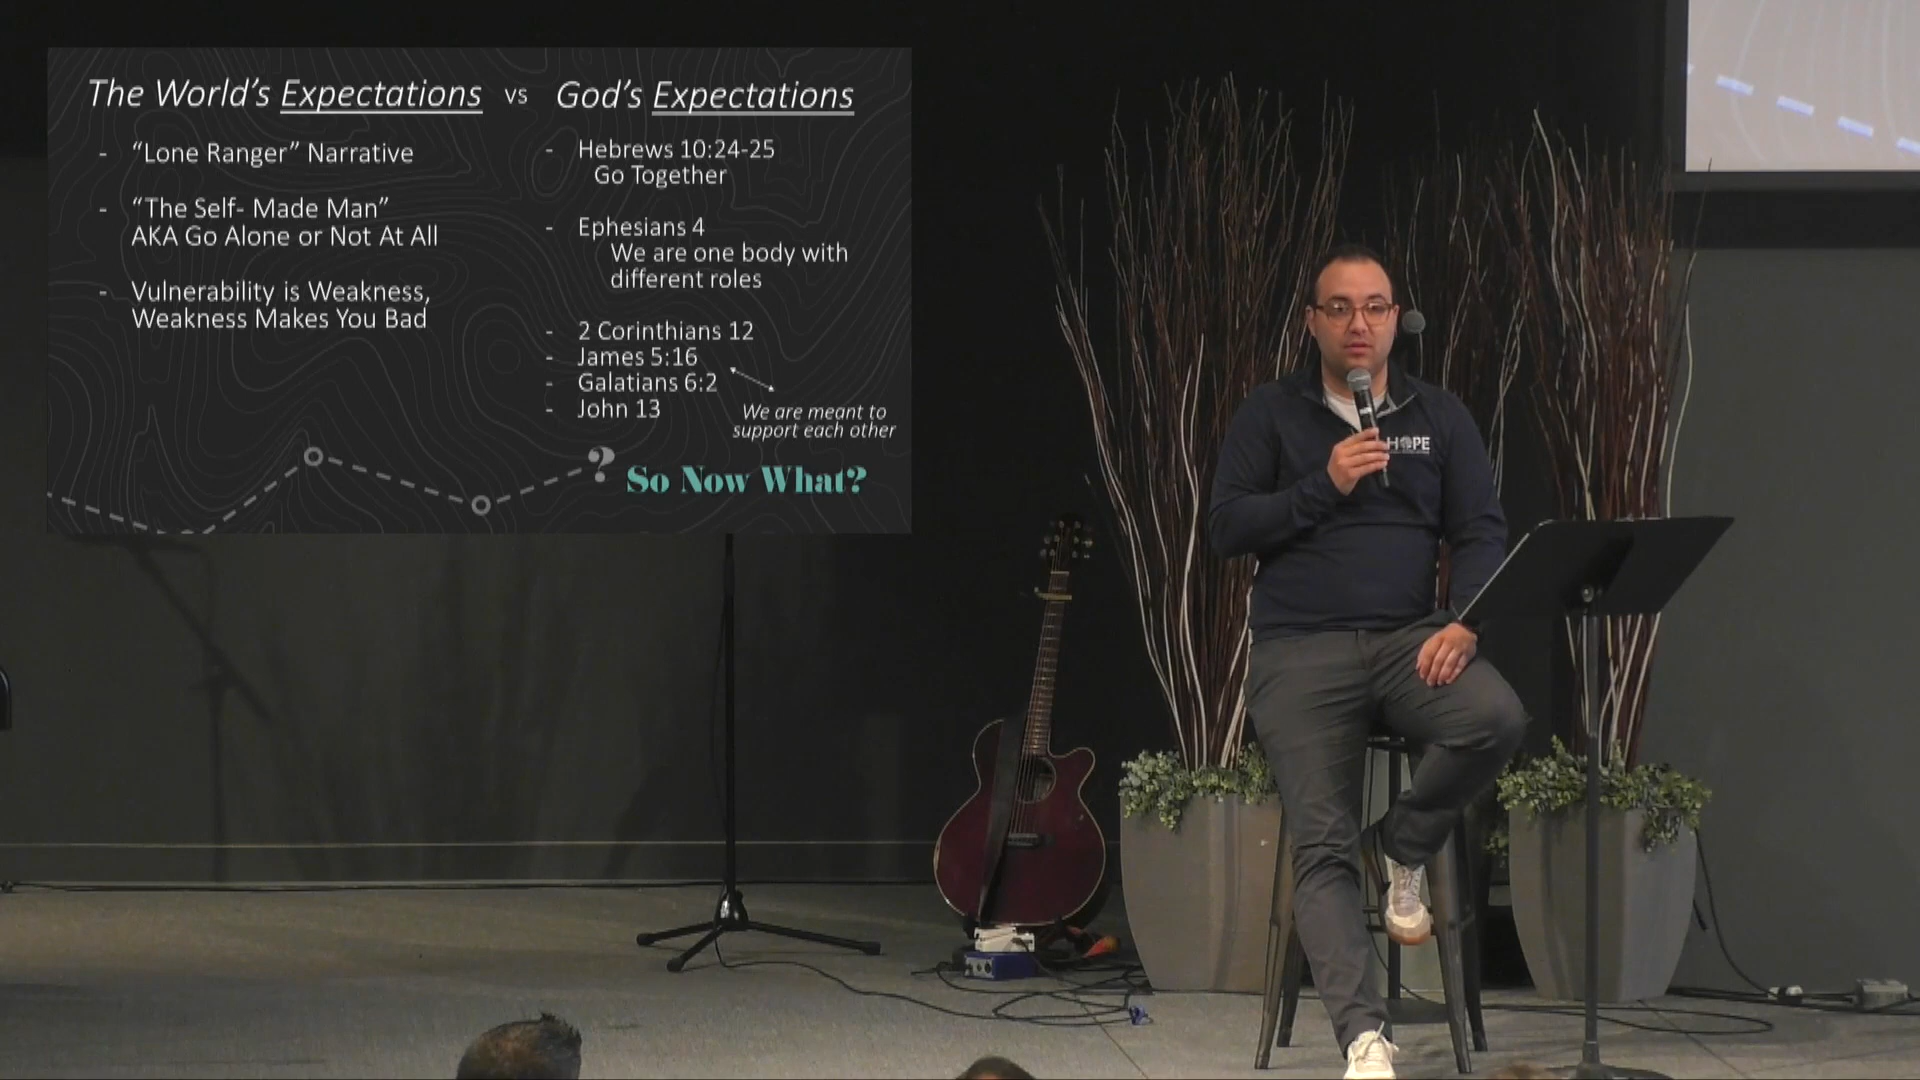 The World's Expectations vs God's Expectations
- "Lone Ranger" Narrative
- "The Self- Made Man"
AKA Go Alone or Not At All
- Vulnerability is Weakness,
Weakness Makes You Bad
- Hebrews 10:24-25
Go Together
- Ephesians 4
We are one body with
different roles
- 2 Corinthians 12
- James 5:16
- Galatians 6:2
- John 13
We are meant to
support each other
? So Now What?
HOPE